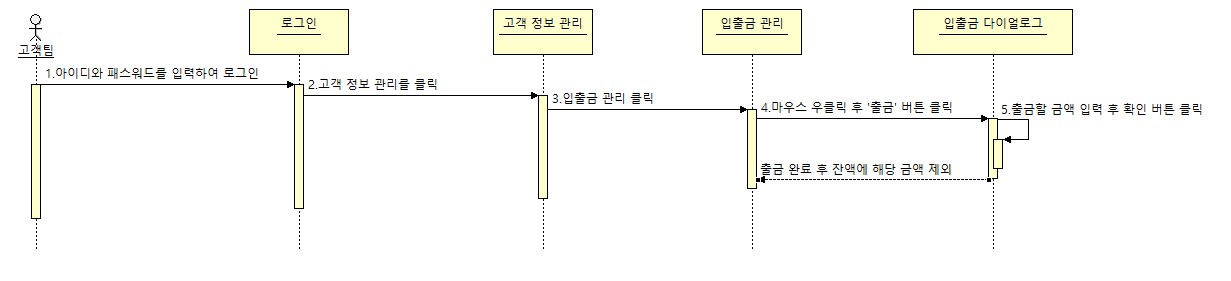 로그인
고객 정보 관리
입출금 관리
입출금 다이얼로그
고객팀
1.아이디와 패스워드를 입력하여 로그인
2.고객 정보 관리를 클릭
3.입출금 관리 클릭
4.마우스 우클릭 후 '출금' 버튼 클릭
5.출금할 금액 입력 후 확인 버튼 클릭
출금 완료 후 잔액에 해당 금액 제외